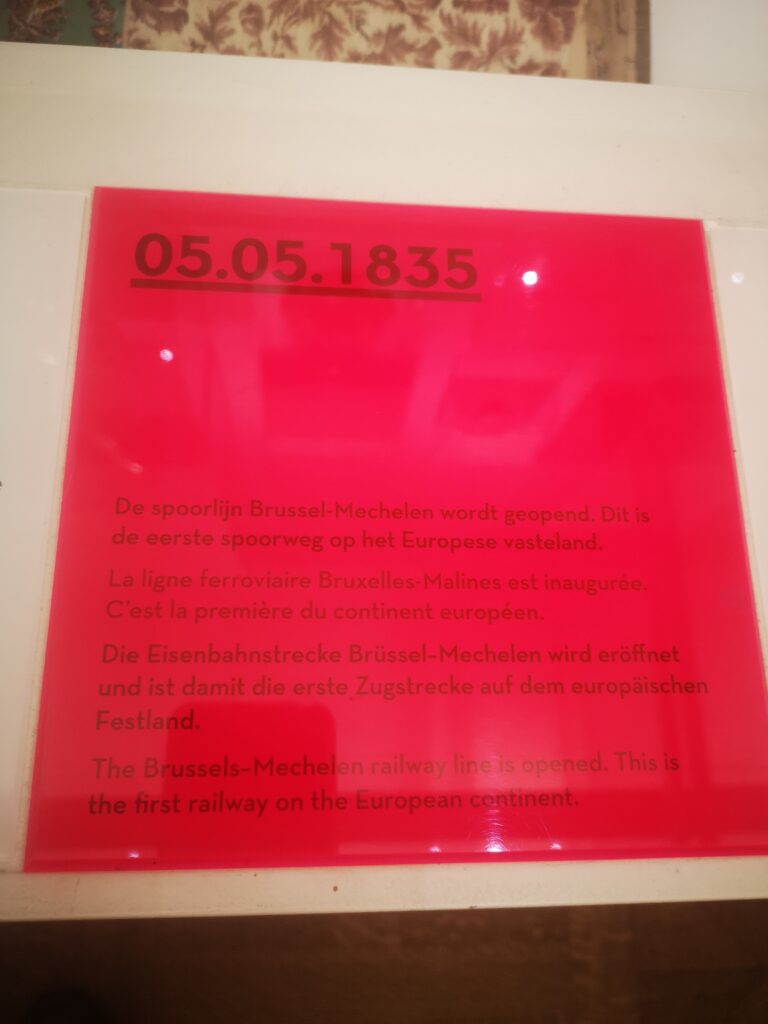 05.05.1835
De spoorlijn Brussel-Mechelen wordt geopend. Dit is
de eerste spoorweg op het Europese vasteland.
La ligne ferroviaire Bruxelles-Malines est inaugurée.
C'est la première du continent européen.
Die Eisenbahnstrecke Brüssel-Mechelen wird eröffnet
und ist damit die erste Zugstrecke auf dem europäischen
Festland.
The Brussels-Mechelen railway line is opened. This is
the first railway on the European continent.